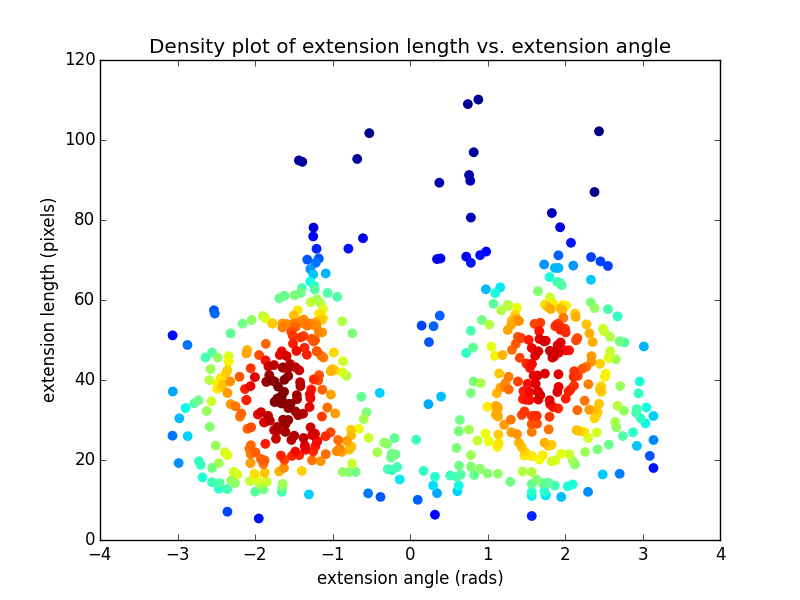 Density plot of extension length vs. extension angle
120
100
80
60
40
20
0
extension length (pixels)
−4 −3 −2 −1 0 1 2 3 4
extension angle (rads)